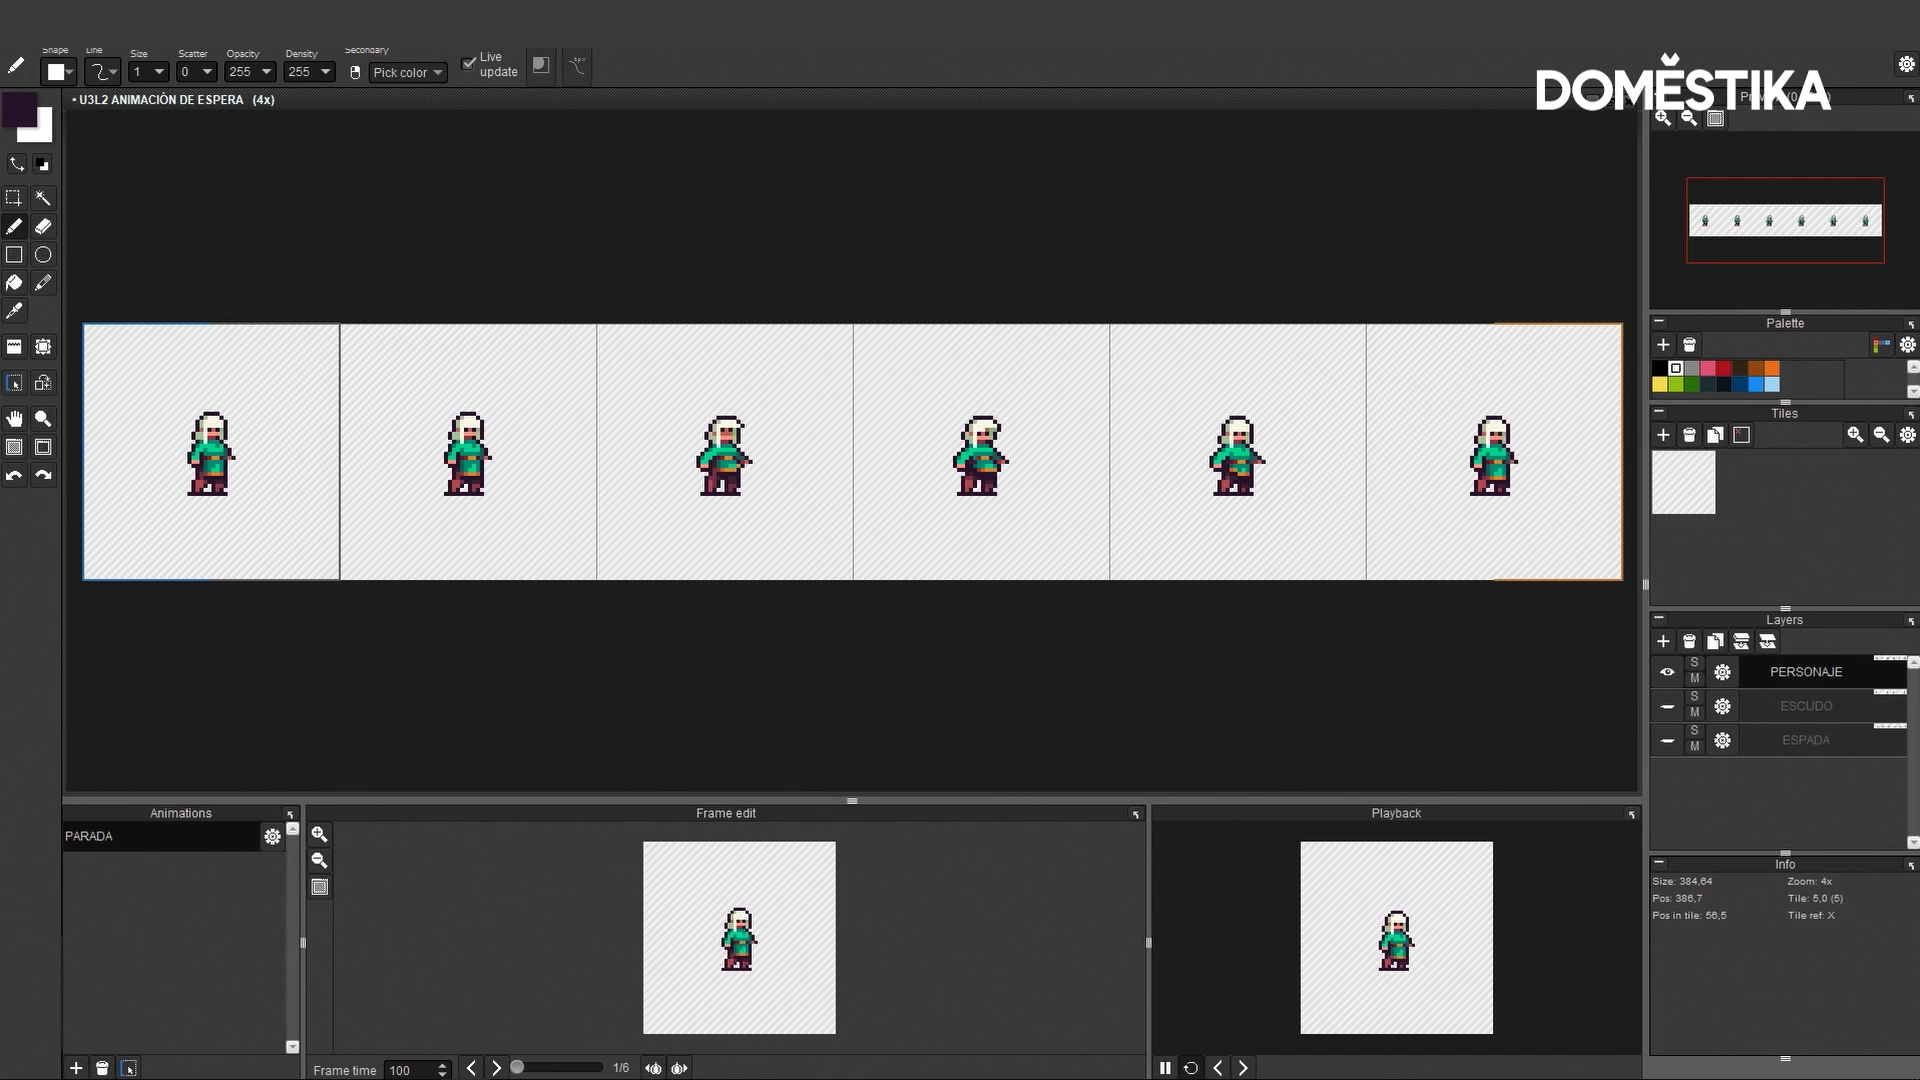 Shape
Line
Size
Scatter
Opacity
Density
Secondary
1
0
255
255
Pick color
Live
update
DOMESTIKA
• U3L2 ANIMACIÓN DE ESPERA (4x)
Palette
Tiles
Layers
S
M
PERSONAJE
S
M
ESCUDO
S
M
ESPADA
Animations
Frame edit
Playback
PARADA
Info
Size: 384,64
Zoom: 4x
Pos: 386,7
Tile: 5,0 (5)
Pos in tile: 56,5
Tile ref: X
Frame time
100
1/6